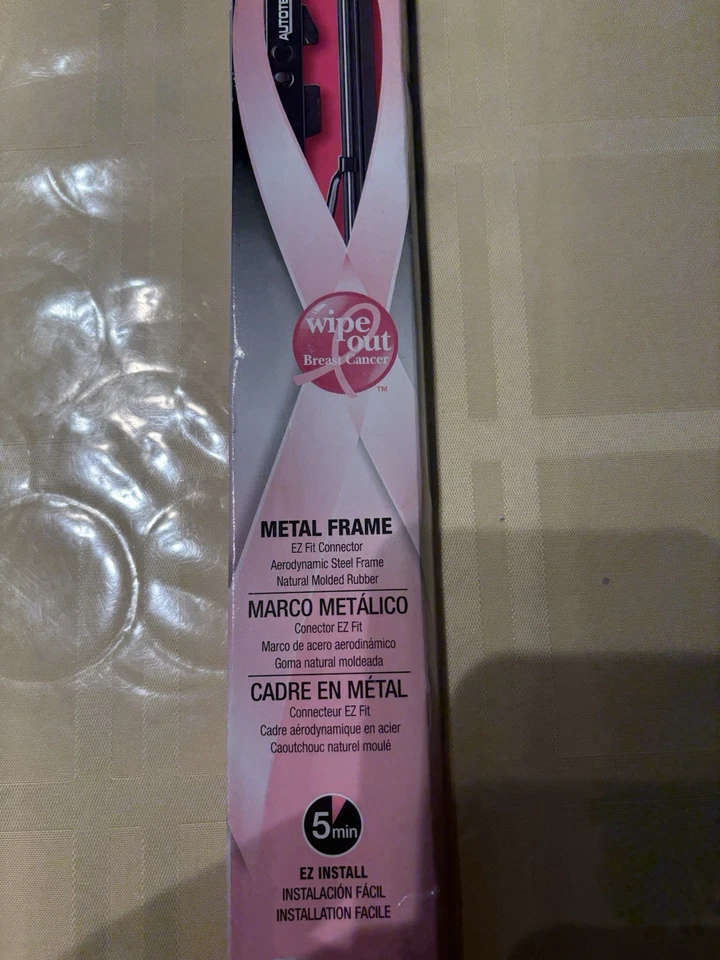 AUTOTE
wipe
out
Breast Cancer
™
METAL FRAME
EZ Fit Connector
Aerodynamic Steel Frame
Natural Molded Rubber
MARCO METÁLICO
Conector EZ Fit
Marco de acero aerodinámico
Goma natural moldeada
CADRE EN MÉTAL
Connecteur EZ Fit
Cadre aérodynamique en acier
Caoutchouc naturel moulé
5min
EZ INSTALL
INSTALACIÓN FÁCIL
INSTALLATION FACILE